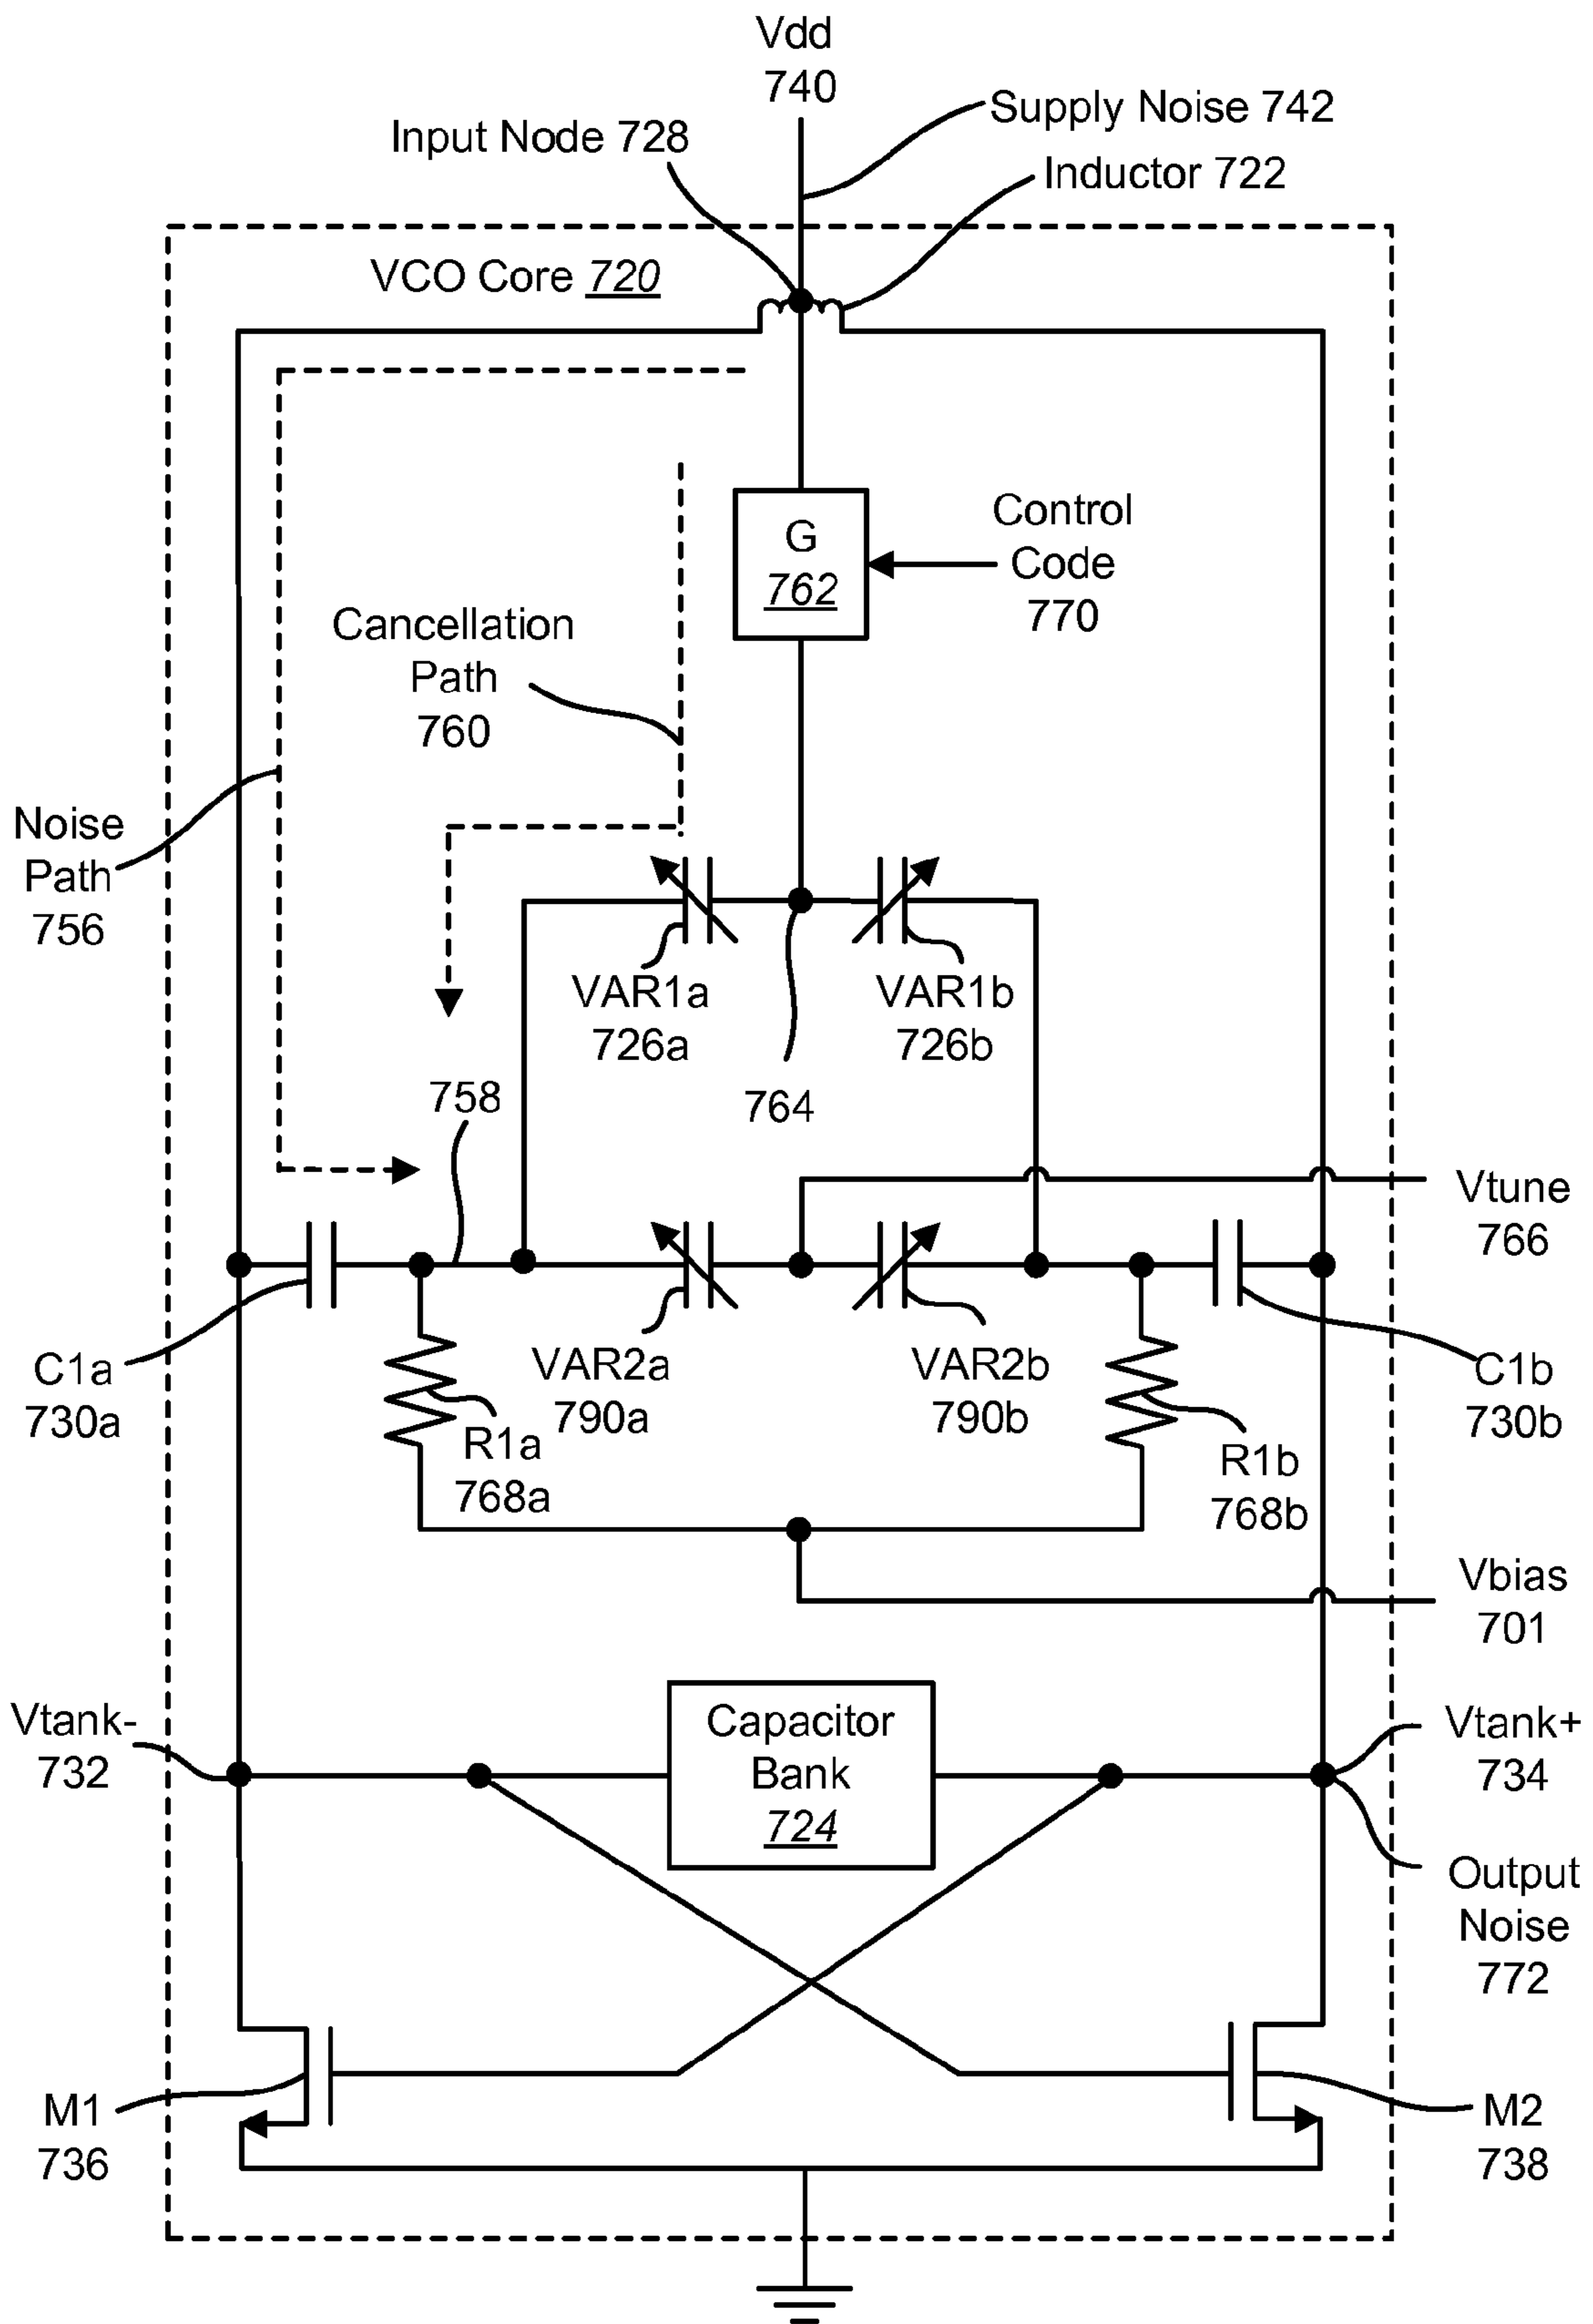 Vdd
740
Supply Noise 742
Input Node 728
Inductor 722
VCO Core 720
G
762
Control
Code
770
Cancellation
Path
760
Noise
Path
756
VAR1a
726a
VAR1b
726b
758
764
Vtune
766
C1a
730a
VAR2a
790a
VAR2b
790b
C1b
730b
R1a
768a
R1b
768b
Vbias
701
Vtank-
732
Capacitor
Bank
724
Vtank+
734
Output
Noise
772
M1
736
M2
738